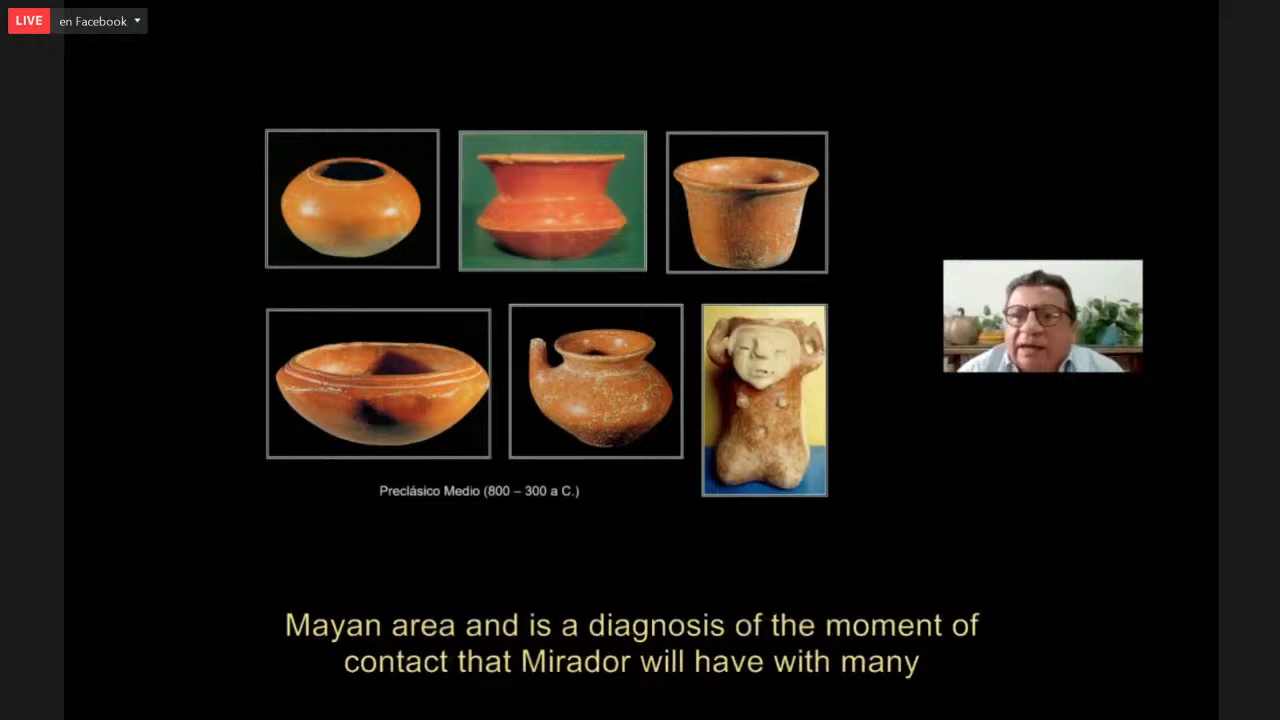 LIVE en Facebook
Preclásico Medio (800 – 300 a C.)
Mayan area and is a diagnosis of the moment of
contact that Mirador will have with many